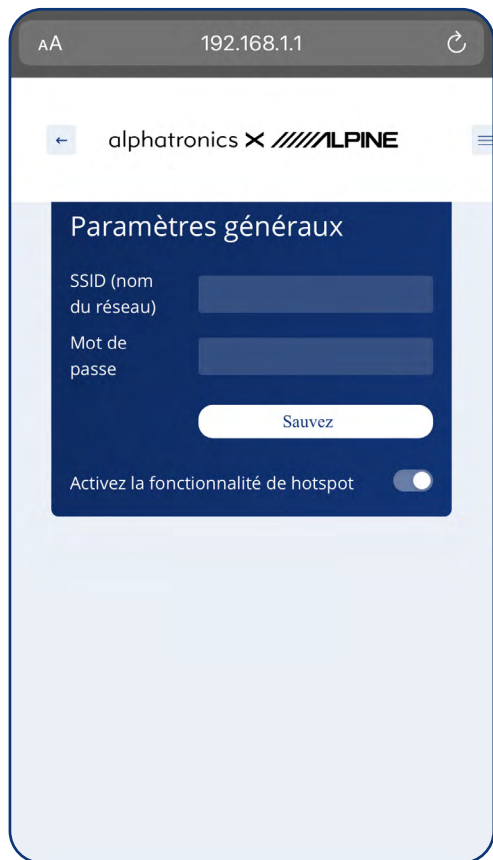 AA 192.168.1.1
alphatronics X ALPINE
Paramètres généraux
SSID (nom
du réseau)
Mot de
passe
Sauvez
Activez la fonctionnalité de hotspot